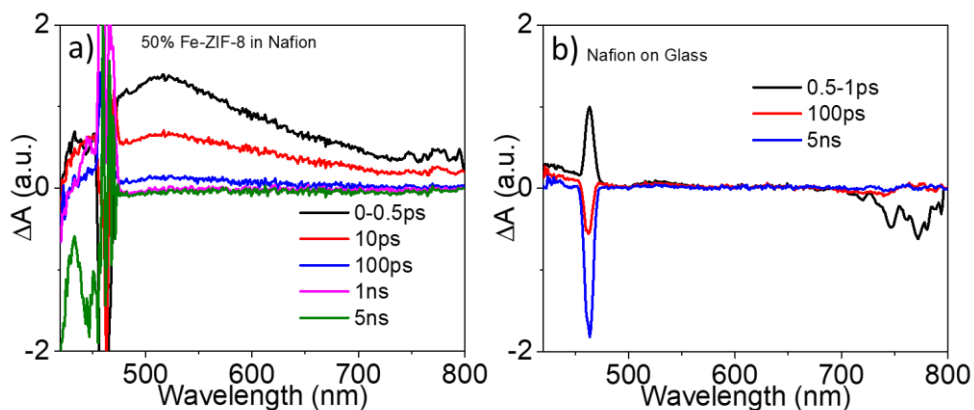 a)
50% Fe-ZIF-8 in Nafion
ΔA (a.u.)
2
0
-2
0-0.5ps
10ps
100ps
1ns
5ns
500 600 700 800
Wavelength (nm)
b)
Nafion on Glass
ΔA (a.u.)
2
0
-2
0.5-1ps
100ps
5ns
500 600 700 800
Wavelength (nm)